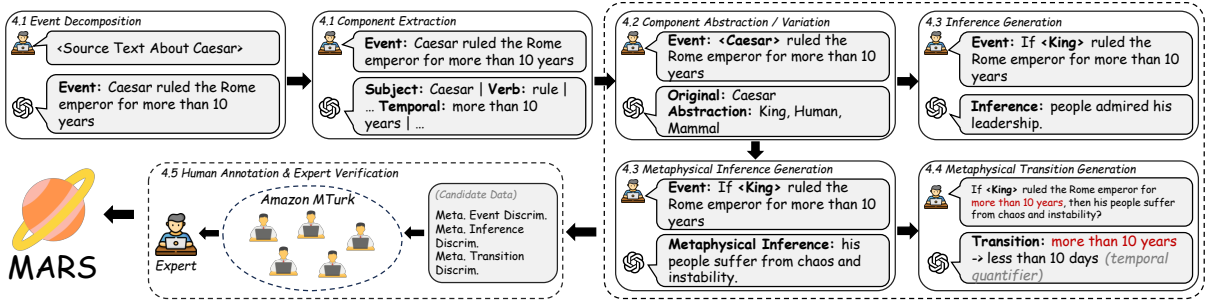 4.1 Event Decomposition
<Source Text About Caesar>
Event: Caesar ruled the Rome
emperor for more than 10
years
4.1 Component Extraction
Event: Caesar ruled the Rome
emperor for more than 10 years
Subject: Caesar | Verb: rule |
... Temporal: more than 10
years | ...
4.2 Component Abstraction / Variation
Event: <Caesar> ruled the
Rome emperor for more than 10
years
Original: Caesar
Abstraction: King, Human,
Mammal
4.3 Inference Generation
Event: If <King> ruled the
Rome emperor for more than 10
years
Inference: people admired his
leadership.
4.3 Metaphysical Inference Generation
Event: If <King> ruled the
Rome emperor for more than 10
years
Metaphysical Inference: his
people suffer from chaos and
instability.
4.4 Metaphysical Transition Generation
If <King> ruled the Rome emperor for
more than 10 years, then his people suffer
from chaos and instability?
Transition: more than 10 years
-> less than 10 days (temporal
quantifier)
4.5 Human Annotation & Expert Verification
(Candidate Data)
Meta. Event Discrim.
Meta. Inference
Discrim.
Meta. Transition
Discrim.
Amazon MTurk
Expert
MARS